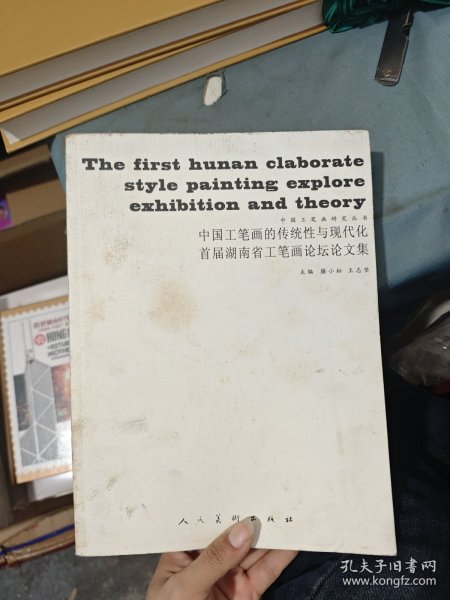 The first hunan claborate
style painting explore
exhibition and theory
中国工笔画研究丛书
中国工笔画的传统性与现代化
首届湖南省工笔画论坛论文集
主编 滕小松 王志坚
人民美术出版社
HONG
RETURN
MOTHE
孔夫子旧书网
www.kongfz.com